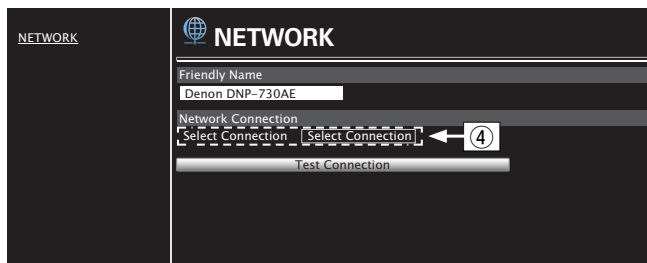 NETWORK
NETWORK
Friendly Name
Denon DNP-730AE
Network Connection
Select Connection Select Connection ④
Test Connection